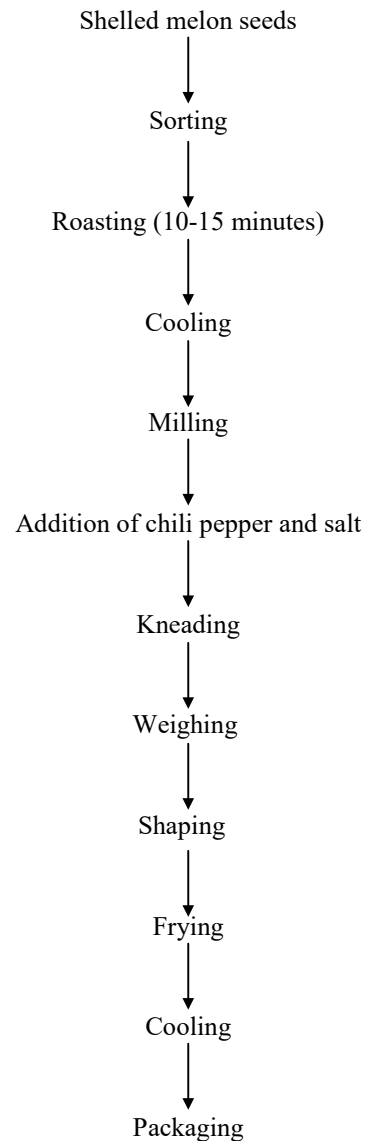 Shelled melon seeds
Sorting
Roasting (10-15 minutes)
Cooling
Milling
Addition of chili pepper and salt
Kneading
Weighing
Shaping
Frying
Cooling
Packaging